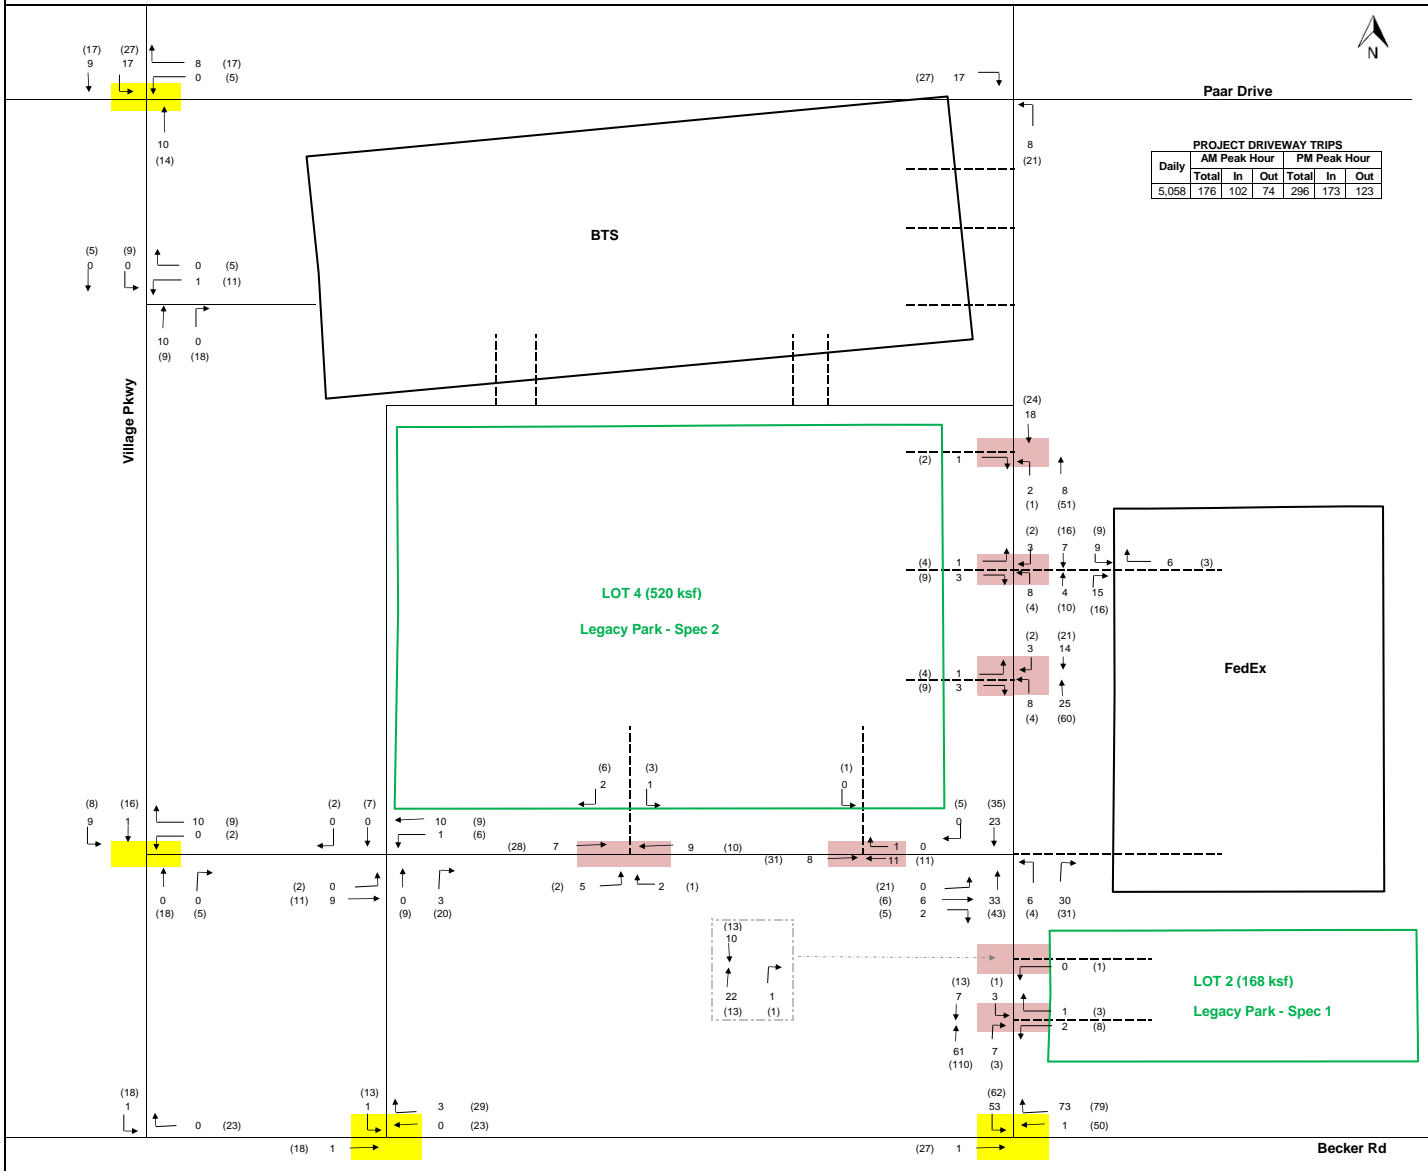 (17) (27)
9 17 8 (17)
0 (5)
(27) 17
N
Paar Drive
10
(14)
8
(21)
PROJECT DRIVEWAY TRIPS
Daily AM Peak Hour PM Peak Hour
Total In Out Total In Out
5,058 176 102 74 296 173 123
BTS
(5) (9)
0 0 0 (5)
1 (11)
10 0
(9) (18)
Village Pkwy
(24)
18
(2) 1
2 8
(1) (51)
(2) (16) (9)
3 7 9
(4) 1 6 (3)
(9) 3
8 4 15
(4) (10) (16)
LOT 4 (520 ksf)
Legacy Park - Spec 2
(2) (21)
3 14
(4) 1
(9) 3
8 25
(4) (60)
FedEx
(6) (3) (1)
2 1 0
(8) (16) (2) (7) (5) (35)
9 1 10 (9) 0 0 10 (9) 0 23
0 (2) 1 (6)
(28) 7 9 (10) 1 0
(31) 8 11 (11)
(2) 0 (2) 5 2 (1) (21) 0
0 0 (11) 9 0 3 (6) 6 33 6 30
(18) (5) (9) (20) (5) 2 (43) (4) (31)
(13)
10
22 1
(13) (1)
0 (1)
(13) (1)
7 3
1 (3)
2 (8)
61 7
(110) (3)
LOT 2 (168 ksf)
Legacy Park - Spec 1
(18) (13) (62)
1 1 3 (29) 53 73 (79)
0 (23) 0 (23) 1 (50)
(18) 1 (27) 1
Becker Rd